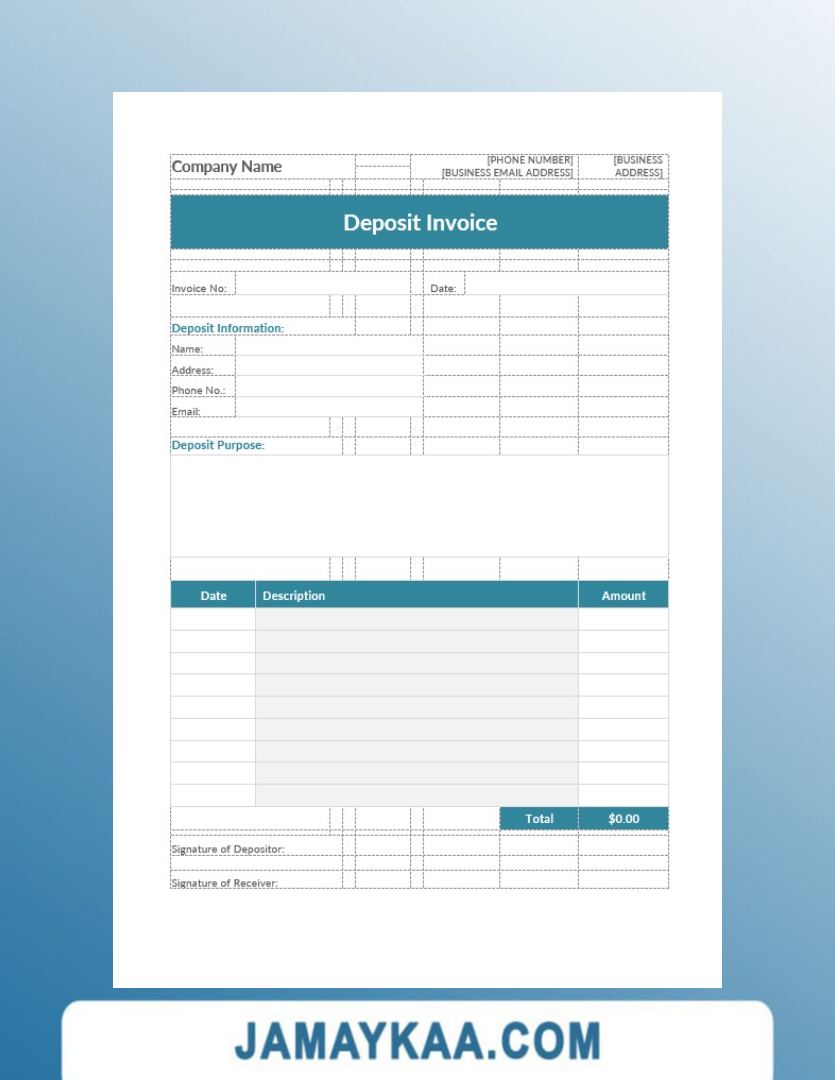 Company Name
[PHONE NUMBER] [BUSINESS
[BUSINESS EMAIL ADDRESS] ADDRESS]
Deposit Invoice
Invoice No: Date:
Deposit Information:
Name:
Address:
Phone No.:
Email:
Deposit Purpose:
Date Description Amount
Total $0.00
Signature of Depositor:
Signature of Receiver:
JAMAYKAA.COM